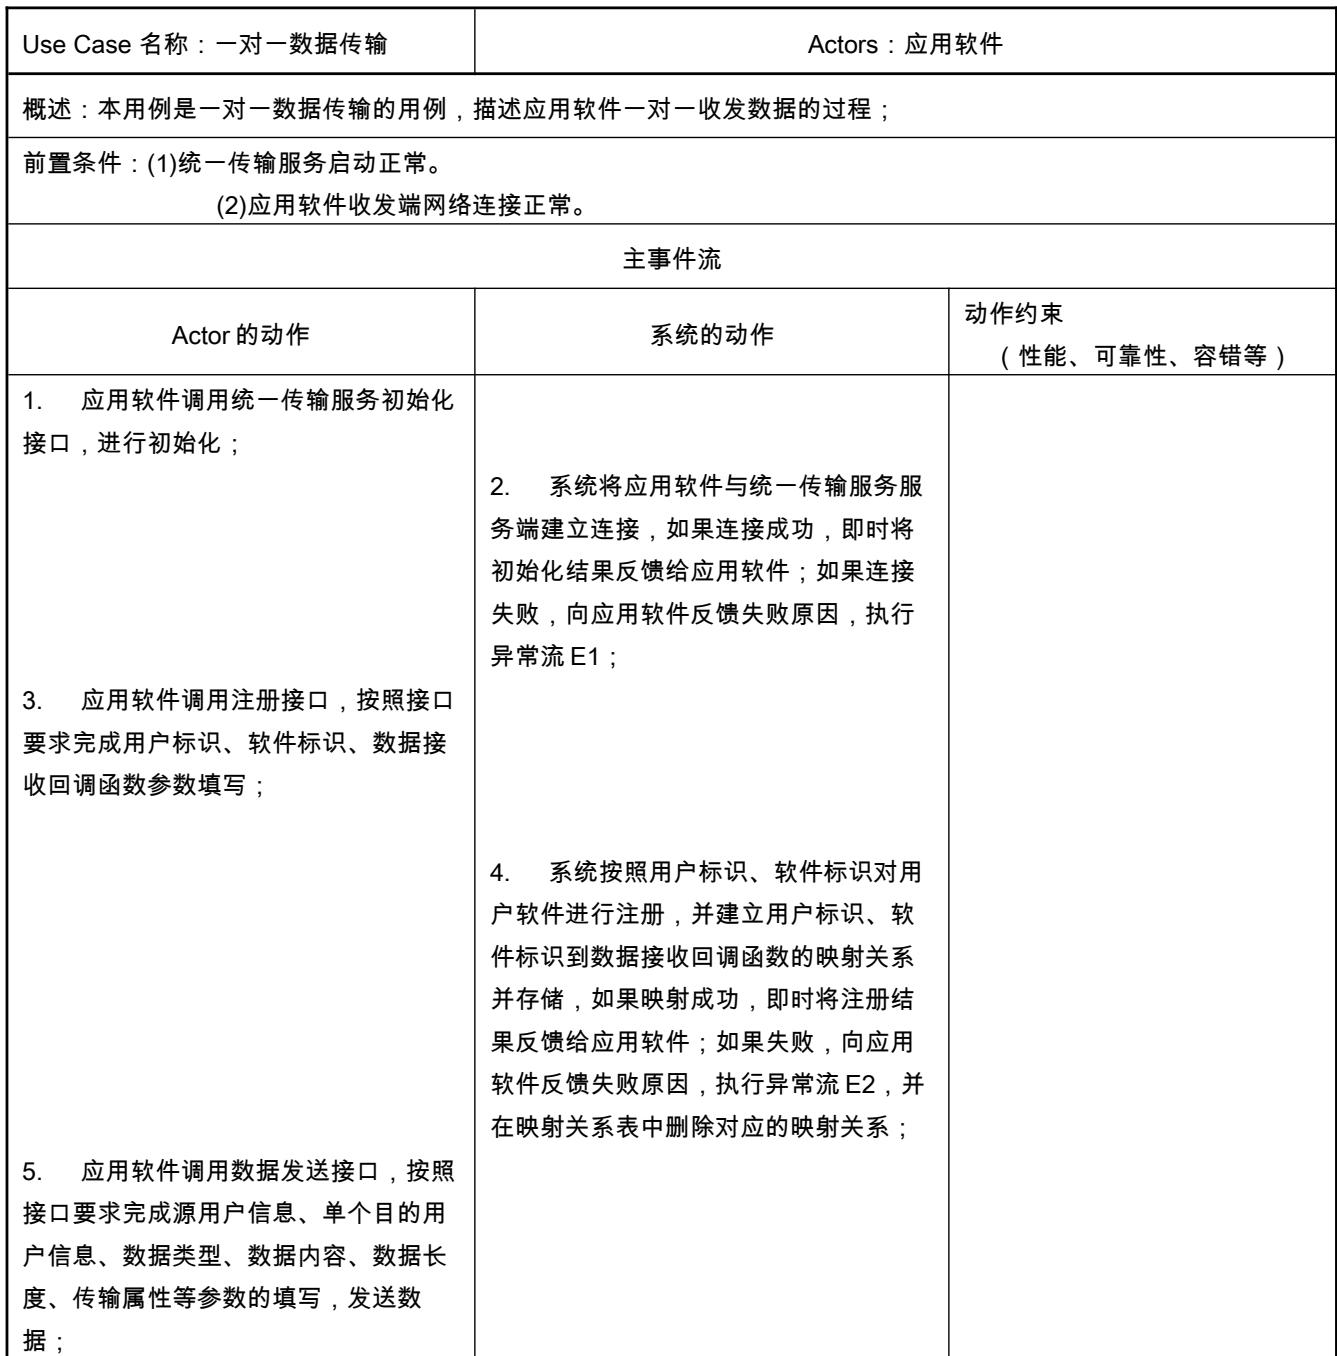 Use Case 名称：一对一数据传输
Actors：应用软件
概述：本用例是一对一数据传输的用例，描述应用软件一对一收发数据的过程；
前置条件：(1)统一传输服务启动正常。
(2)应用软件收发端网络连接正常。
主事件流
Actor 的动作
系统的动作
动作约束
（性能、可靠性、容错等）
1. 应用软件调用统一传输服务初始化
接口，进行初始化；
2. 系统将应用软件与统一传输服务服
务端建立连接，如果连接成功，即时将
初始化结果反馈给应用软件；如果连接
失败，向应用软件反馈失败原因，执行
异常流 E1；
3. 应用软件调用注册接口，按照接口
要求完成用户标识、软件标识、数据接
收回调函数参数填写；
4. 系统按照用户标识、软件标识对用
户软件进行注册，并建立用户标识、软
件标识到数据接收回调函数的映射关系
并存储，如果映射成功，即时将注册结
果反馈给应用软件；如果失败，向应用
软件反馈失败原因，执行异常流 E2，并
在映射关系表中删除对应的映射关系；
5. 应用软件调用数据发送接口，按照
接口要求完成源用户信息、单个目的用
户信息、数据类型、数据内容、数据长
度、传输属性等参数的填写，发送数
据；